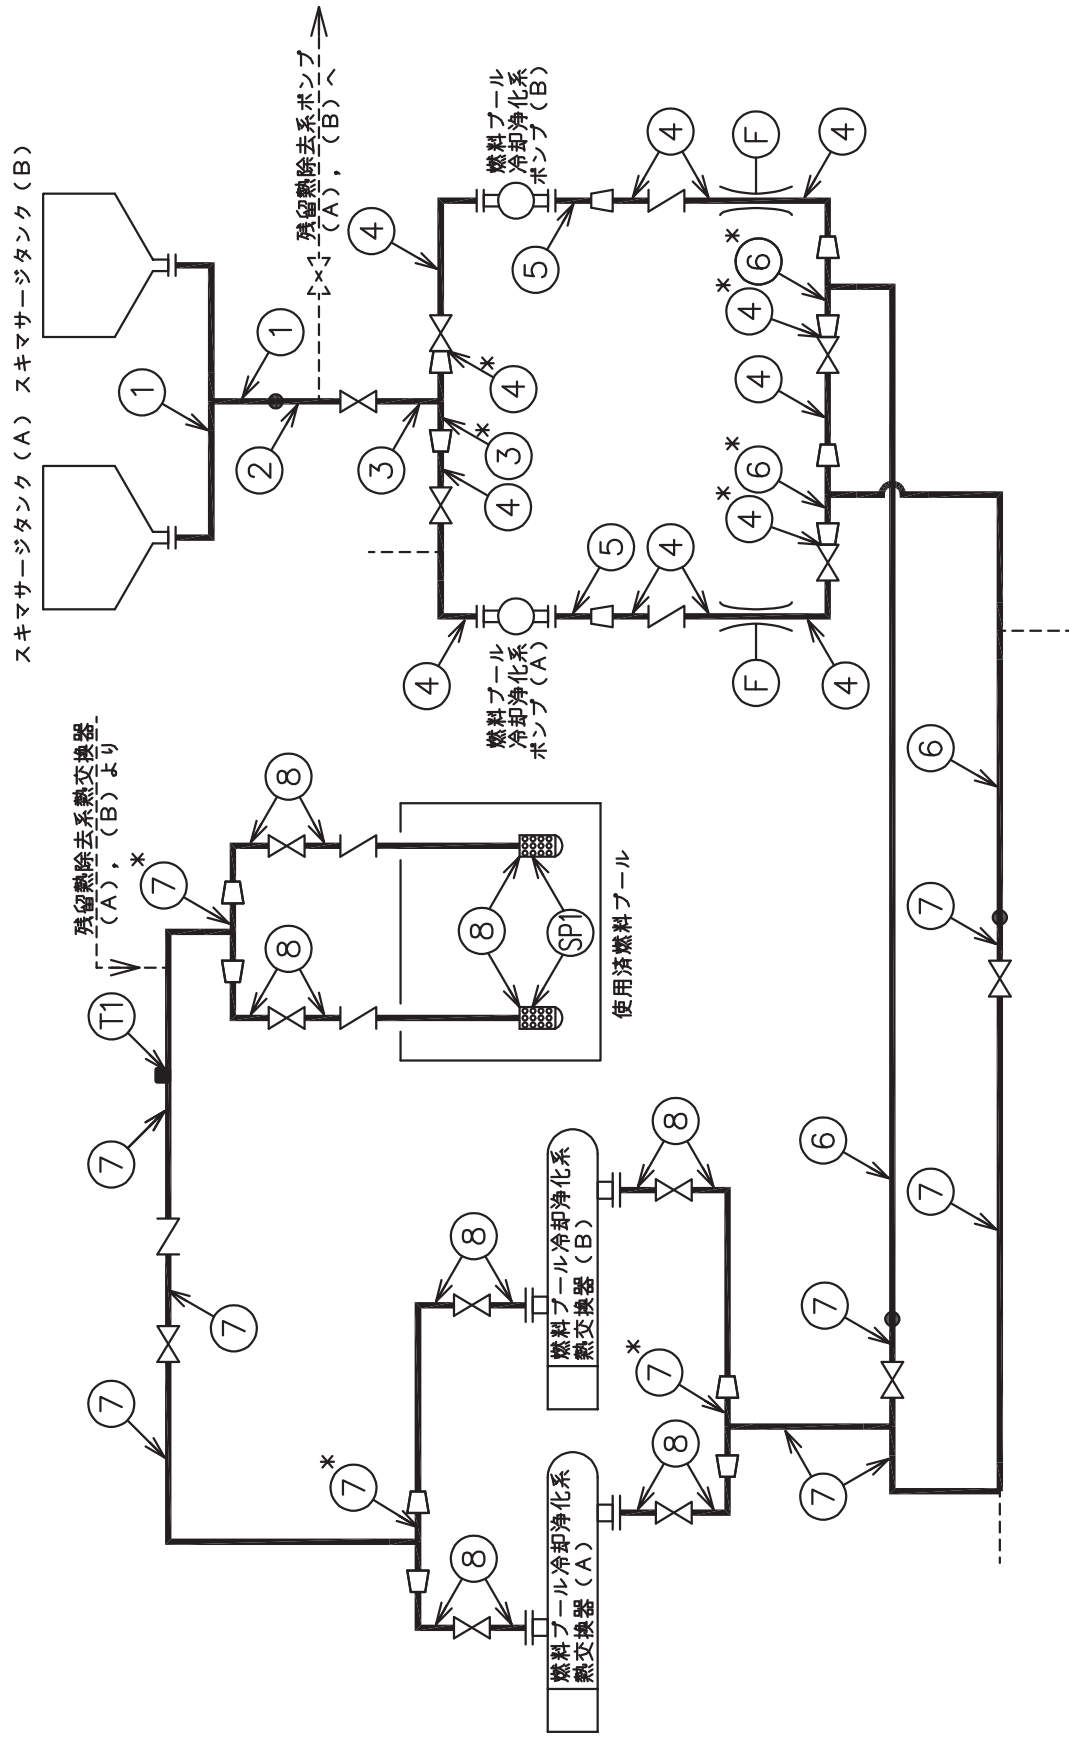 スキマサージタンク(A)
スキマサージタンク(B)
残留熱除去系熱交換器
(A),(B)より
残留熱除去系ポンプ
(A),(B)へ
7
7
T1
1
7*
7
1
2
8
8
7*
3
4
8
8
4
3*
4*
8
SP1
使用済燃料プール
燃料プール
冷却浄化系
ポンプ(A)
燃料プール
冷却浄化系
ポンプ(B)
燃料プール冷却浄化系
熱交換器(A)
燃料プール冷却浄化系
熱交換器(B)
4
5
5
8
7*
8
4
4
F
F
4*
6*
4
4*
6*
4
4
7
7
6
7
7
6